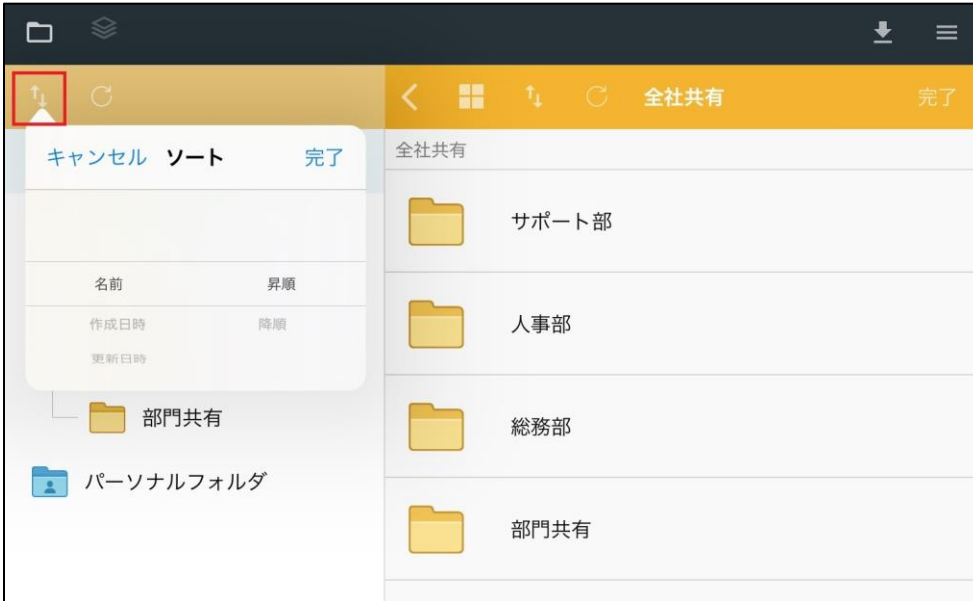 全社共有
完了
キャンセル ソート 完了
名前 昇順
作成日時 降順
更新日時
部門共有
パーソナルフォルダ
全社共有
サポート部
人事部
総務部
部門共有